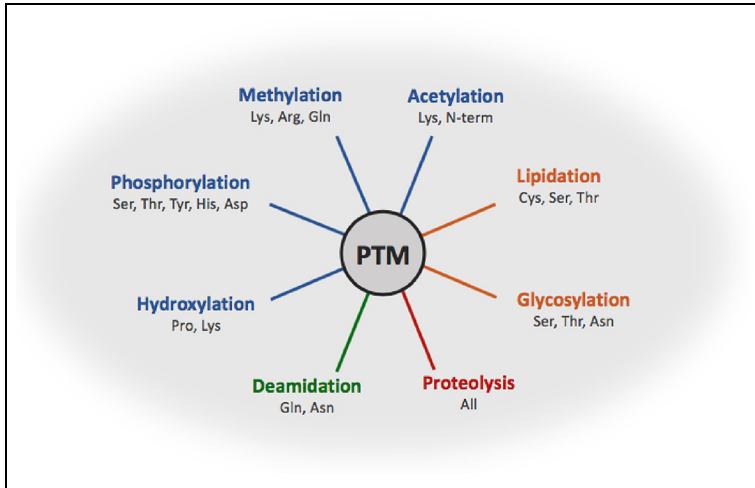 Methylation
Lys, Arg, Gln
Acetylation
Lys, N-term
Phosphorylation
Ser, Thr, Tyr, His, Asp
Lipidation
Cys, Ser, Thr
PTM
Hydroxylation
Pro, Lys
Glycosylation
Ser, Thr, Asn
Deamidation
Gln, Asn
Proteolysis
All